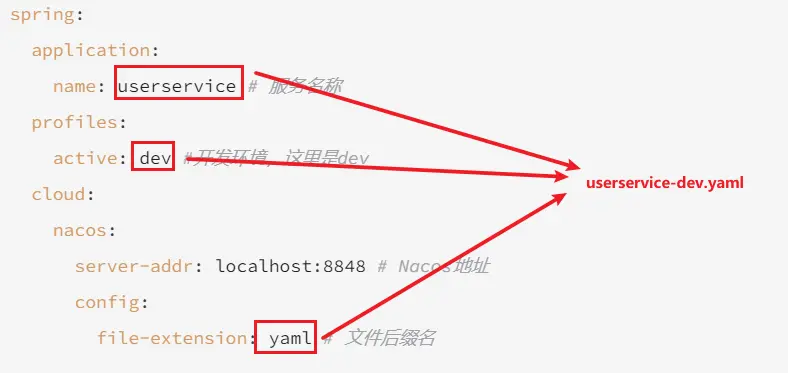 spring:
application:
name: userservice # 服务名称
profiles:
active: dev #开发环境，这里是dev
userservice-dev.yaml
cloud:
nacos:
server-addr: localhost:8848 # Nacos地址
config:
file-extension: yaml # 文件后缀名